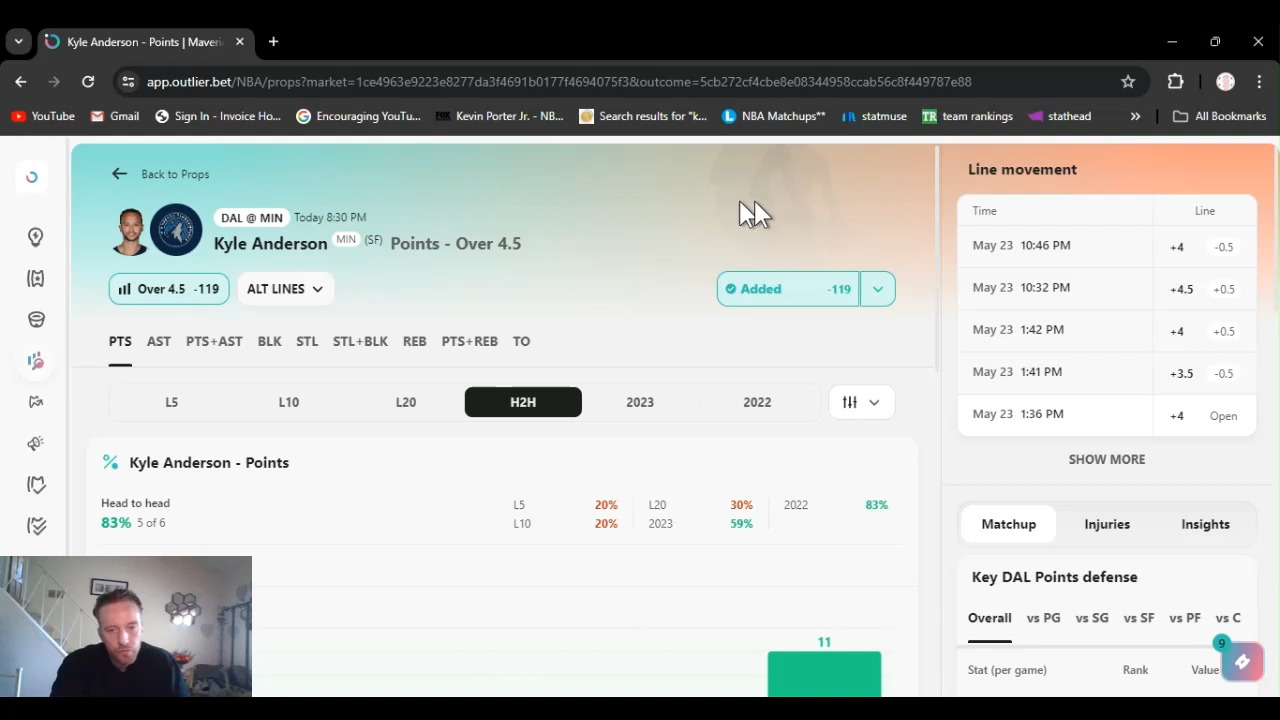 Kyle Anderson - Points | Maveri
app.outlier.bet/NBA/props?market=1ce4963e9223e8277da3f4691b0177f4694075f3&outcome=5cb272cf4cbe8e08344958ccab56c8f449787e88
YouTube Gmail Sign In - Invoice Ho... Encouraging YouTu... FOX Kevin Porter Jr. - NB... Search results for "k... NBA Matchups** statmuse TR team rankings stathead » All Bookmarks
Back to Props
DAL @ MIN Today 8:30 PM
Kyle Anderson MIN (SF) Points - Over 4.5
Over 4.5 -119 ALT LINES
Added -119
PTS AST PTS+AST BLK STL STL+BLK REB PTS+REB TO
L5 L10 L20 H2H 2023 2022
Kyle Anderson - Points
Head to head
83% 5 of 6
L5 20% L20 30% 2022 83%
L10 20% 2023 59%
11
Line movement
Time Line
May 23 10:46 PM +4 -0.5
May 23 10:32 PM +4.5 +0.5
May 23 1:42 PM +4 +0.5
May 23 1:41 PM +3.5 -0.5
May 23 1:36 PM +4 Open
SHOW MORE
Matchup Injuries Insights
Key DAL Points defense
Overall vs PG vs SG vs SF vs PF vs C
9
Stat (per game) Rank Value